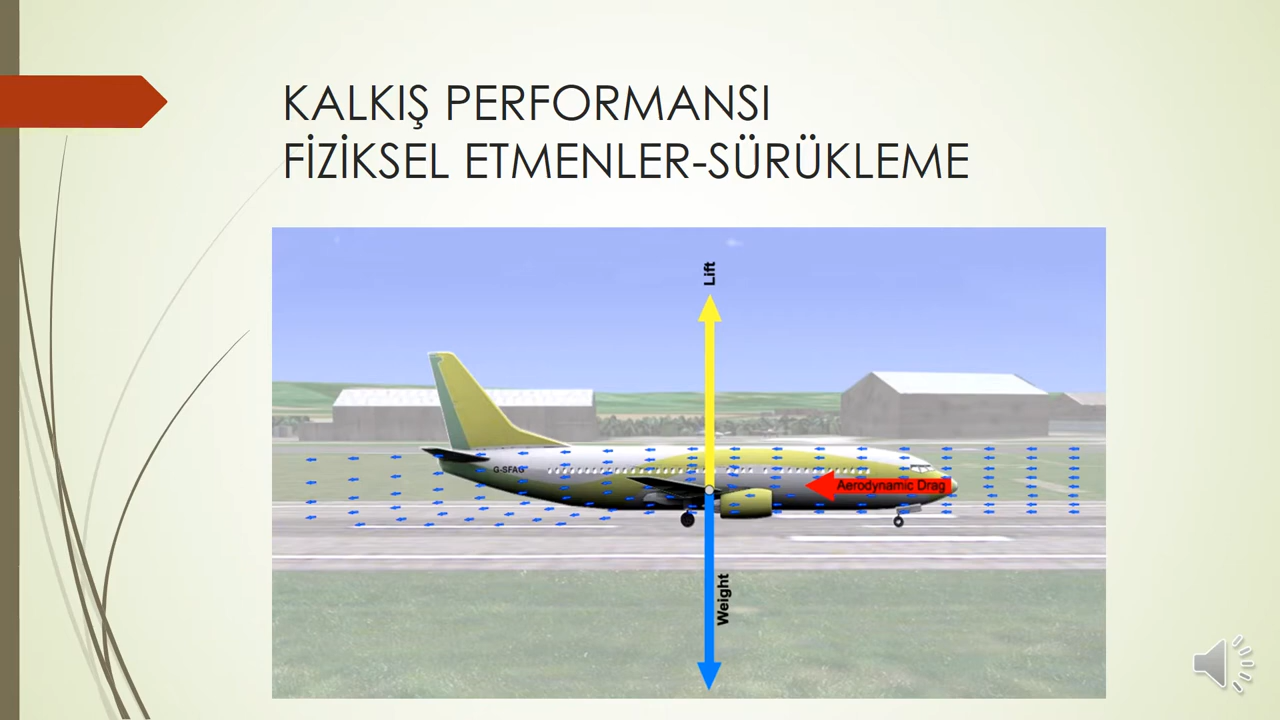 KALKIŞ PERFORMANSI
FİZİKSEL ETMENLER-SÜRÜKLEME
Lift
G-SFAG
Aerodynamic Drag
Weight